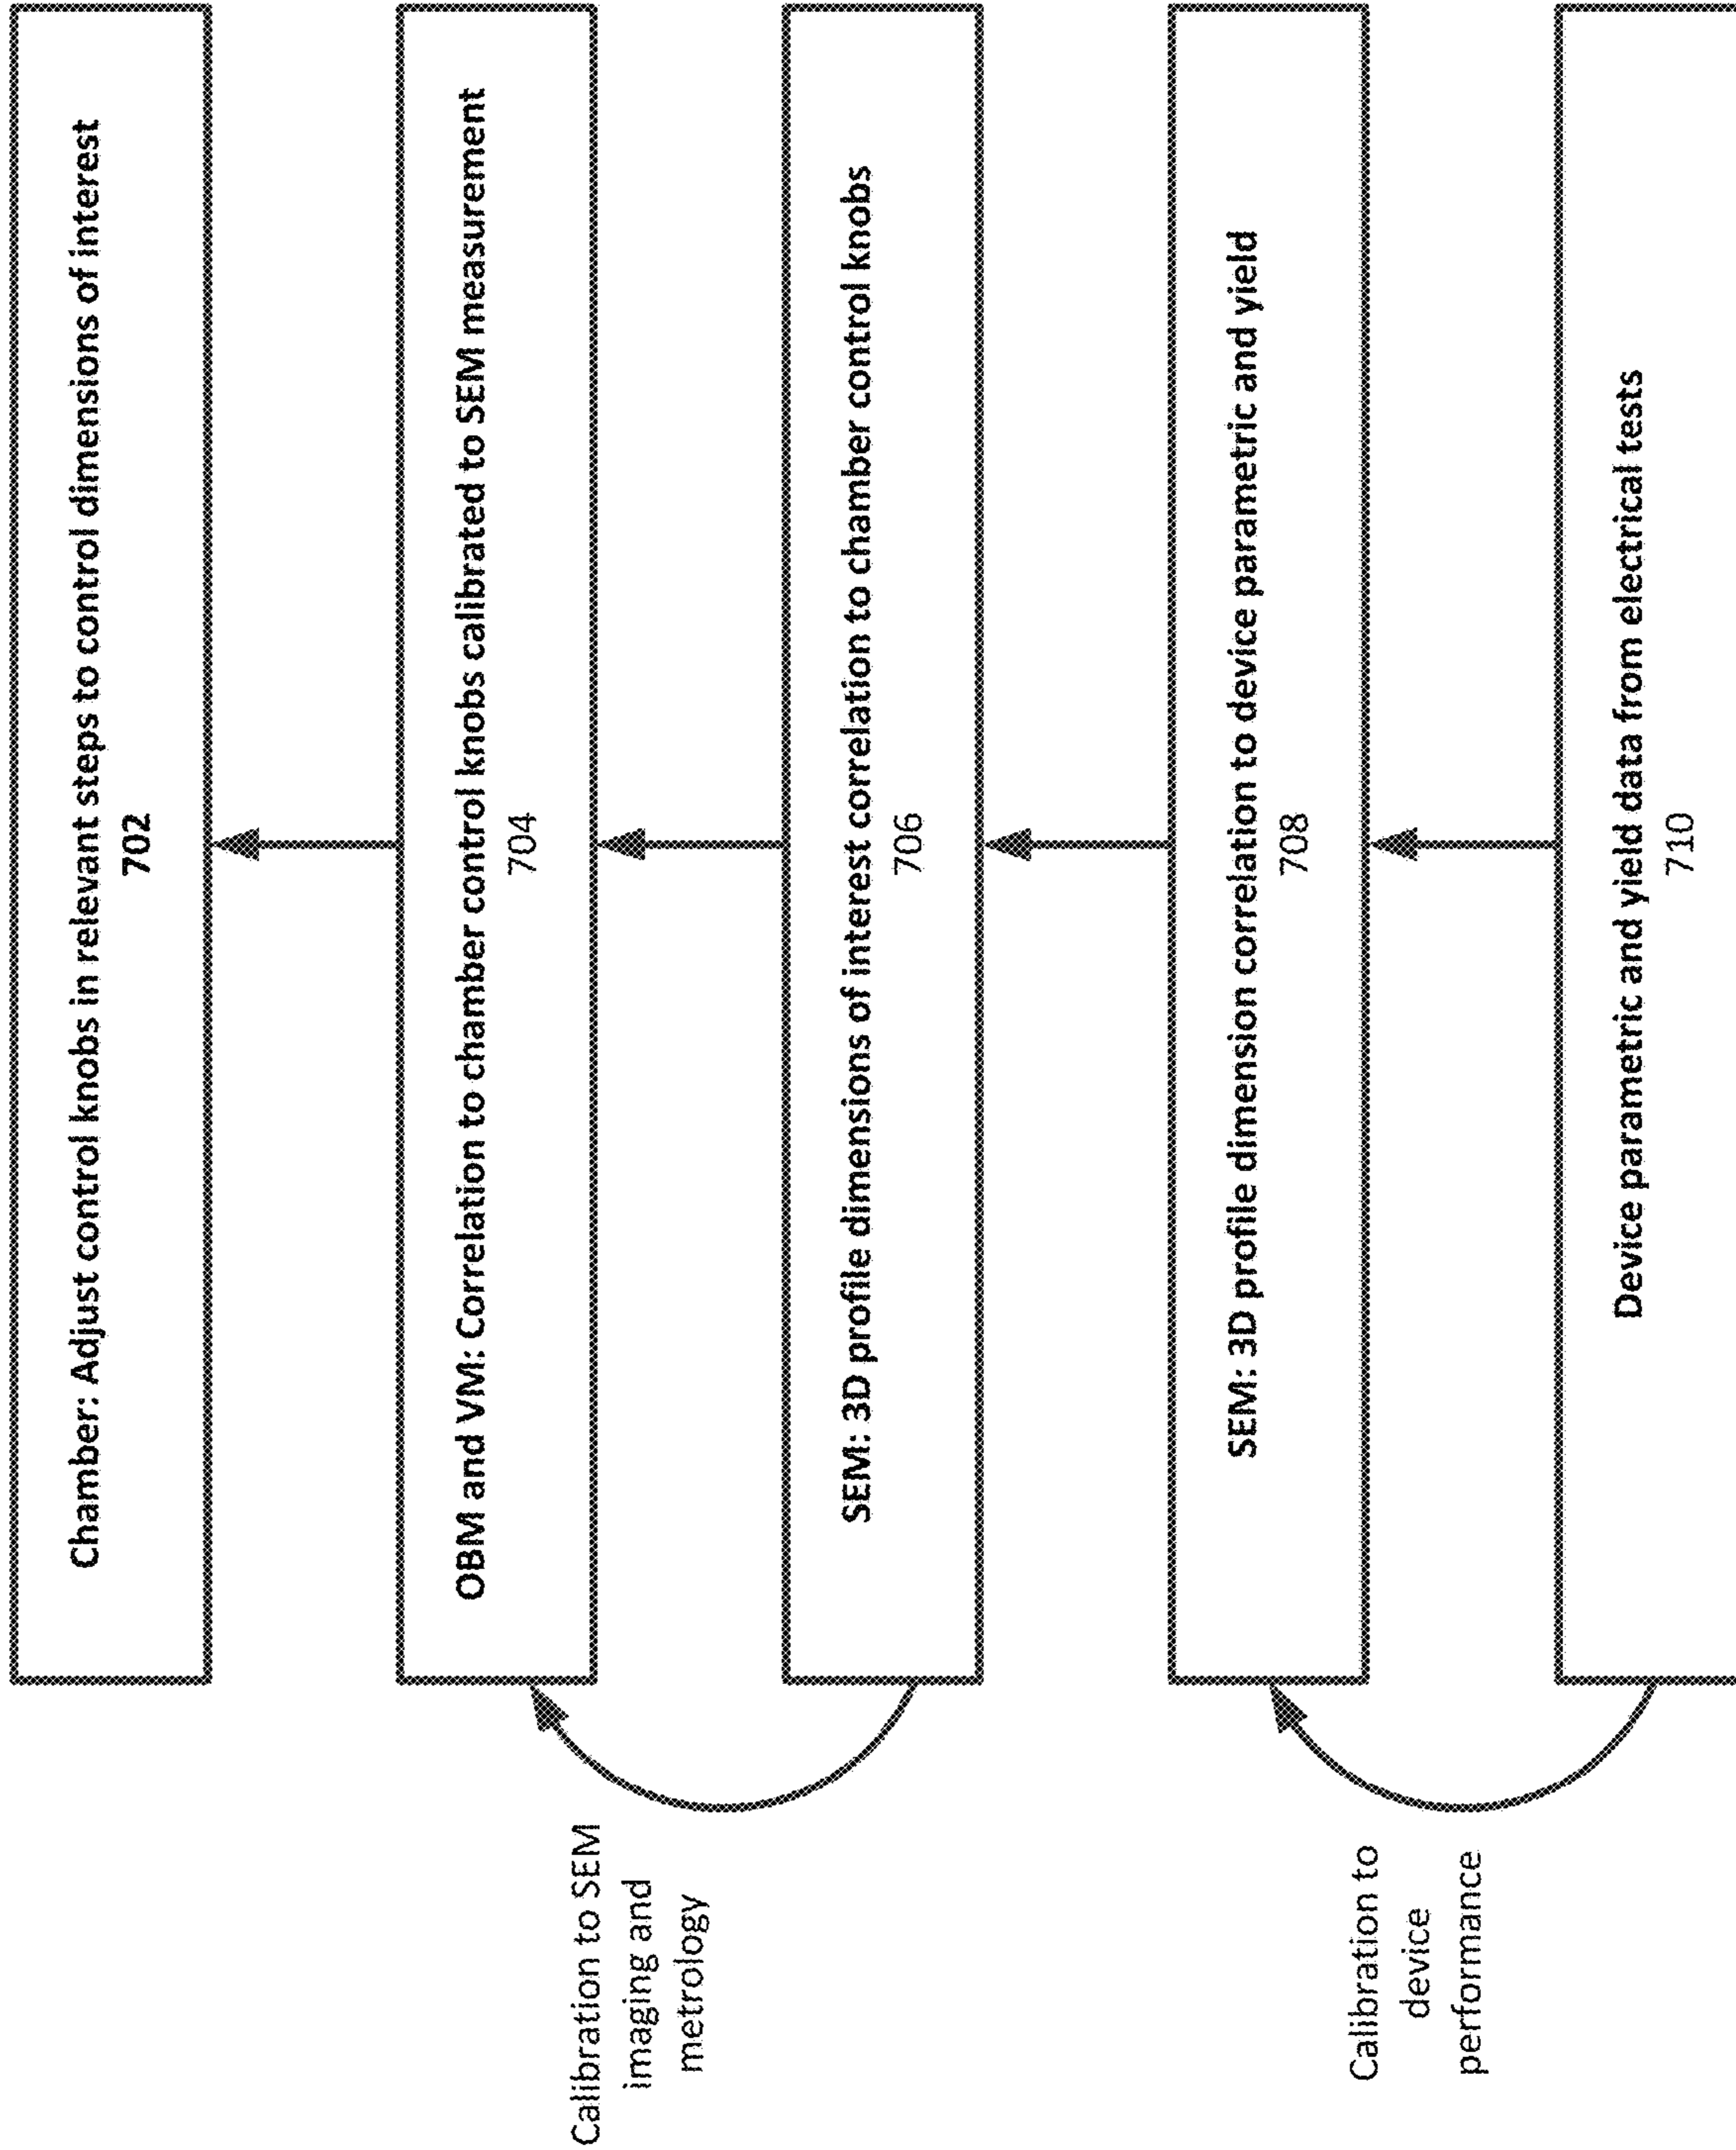 Chamber: Adjust control knobs in relevant steps to control dimensions of interest
702
OBM and VM: Correlation to chamber control knobs calibrated to SEM measurement
704
Calibration to SEM
imaging and
metrology
SEM: 3D profile dimensions of interest correlation to chamber control knobs
706
SEM: 3D profile dimension correlation to device parametric and yield
708
Calibration to
device
performance
Device parametric and yield data from electrical tests
710